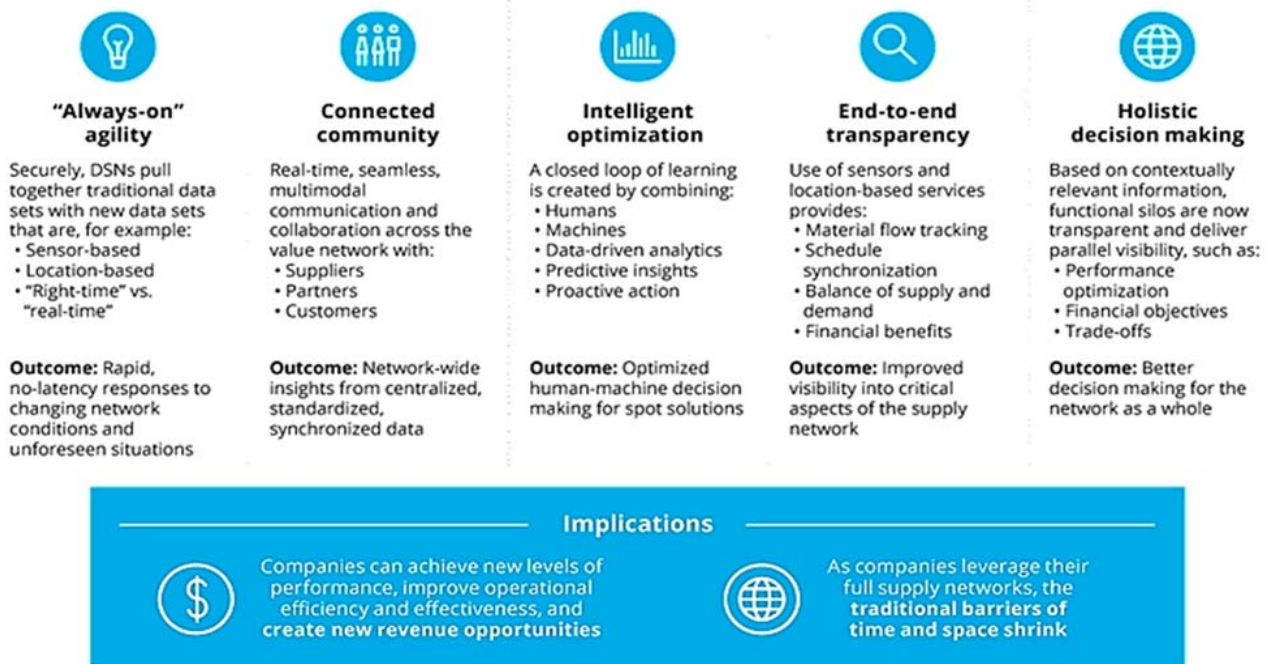 “Always-on”
agility
Securely, DSNs pull
together traditional data
sets with new data sets
that are, for example:
• Sensor-based
• Location-based
• “Right-time” vs.
“real-time”
Outcome: Rapid,
no-latency responses to
changing network
conditions and
unforeseen situations
Connected
community
Real-time, seamless,
multimodal
communication and
collaboration across the
value network with:
• Suppliers
• Partners
• Customers
Outcome: Network-wide
insights from centralized,
standardized,
synchronized data
Intelligent
optimization
A closed loop of learning
is created by combining:
• Humans
• Machines
• Data-driven analytics
• Predictive insights
• Proactive action
Outcome: Optimized
human-machine decision
making for spot solutions
End-to-end
transparency
Use of sensors and
location-based services
provides:
• Material flow tracking
• Schedule
synchronization
• Balance of supply and
demand
• Financial benefits
Outcome: Improved
visibility into critical
aspects of the supply
network
Holistic
decision making
Based on contextually
relevant information,
functional silos are now
transparent and deliver
parallel visibility, such as:
• Performance
optimization
• Financial objectives
• Trade-offs
Outcome: Better
decision making for the
network as a whole
Implications
$
Companies can achieve new levels of
performance, improve operational
efficiency and effectiveness, and
create new revenue opportunities
As companies leverage their
full supply networks, the
traditional barriers of
time and space shrink